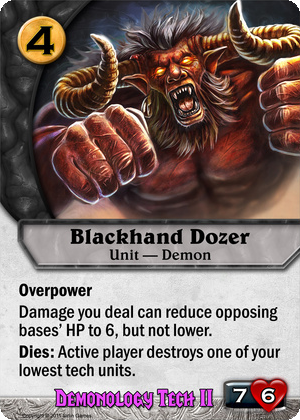 4
Blackhand Dozer
Unit — Demon
Overpower
Damage you deal can reduce opposing
bases' HP to 6, but not lower.
Dies: Active player destroys one of your
lowest tech units.
Demonology Tech II
7 6